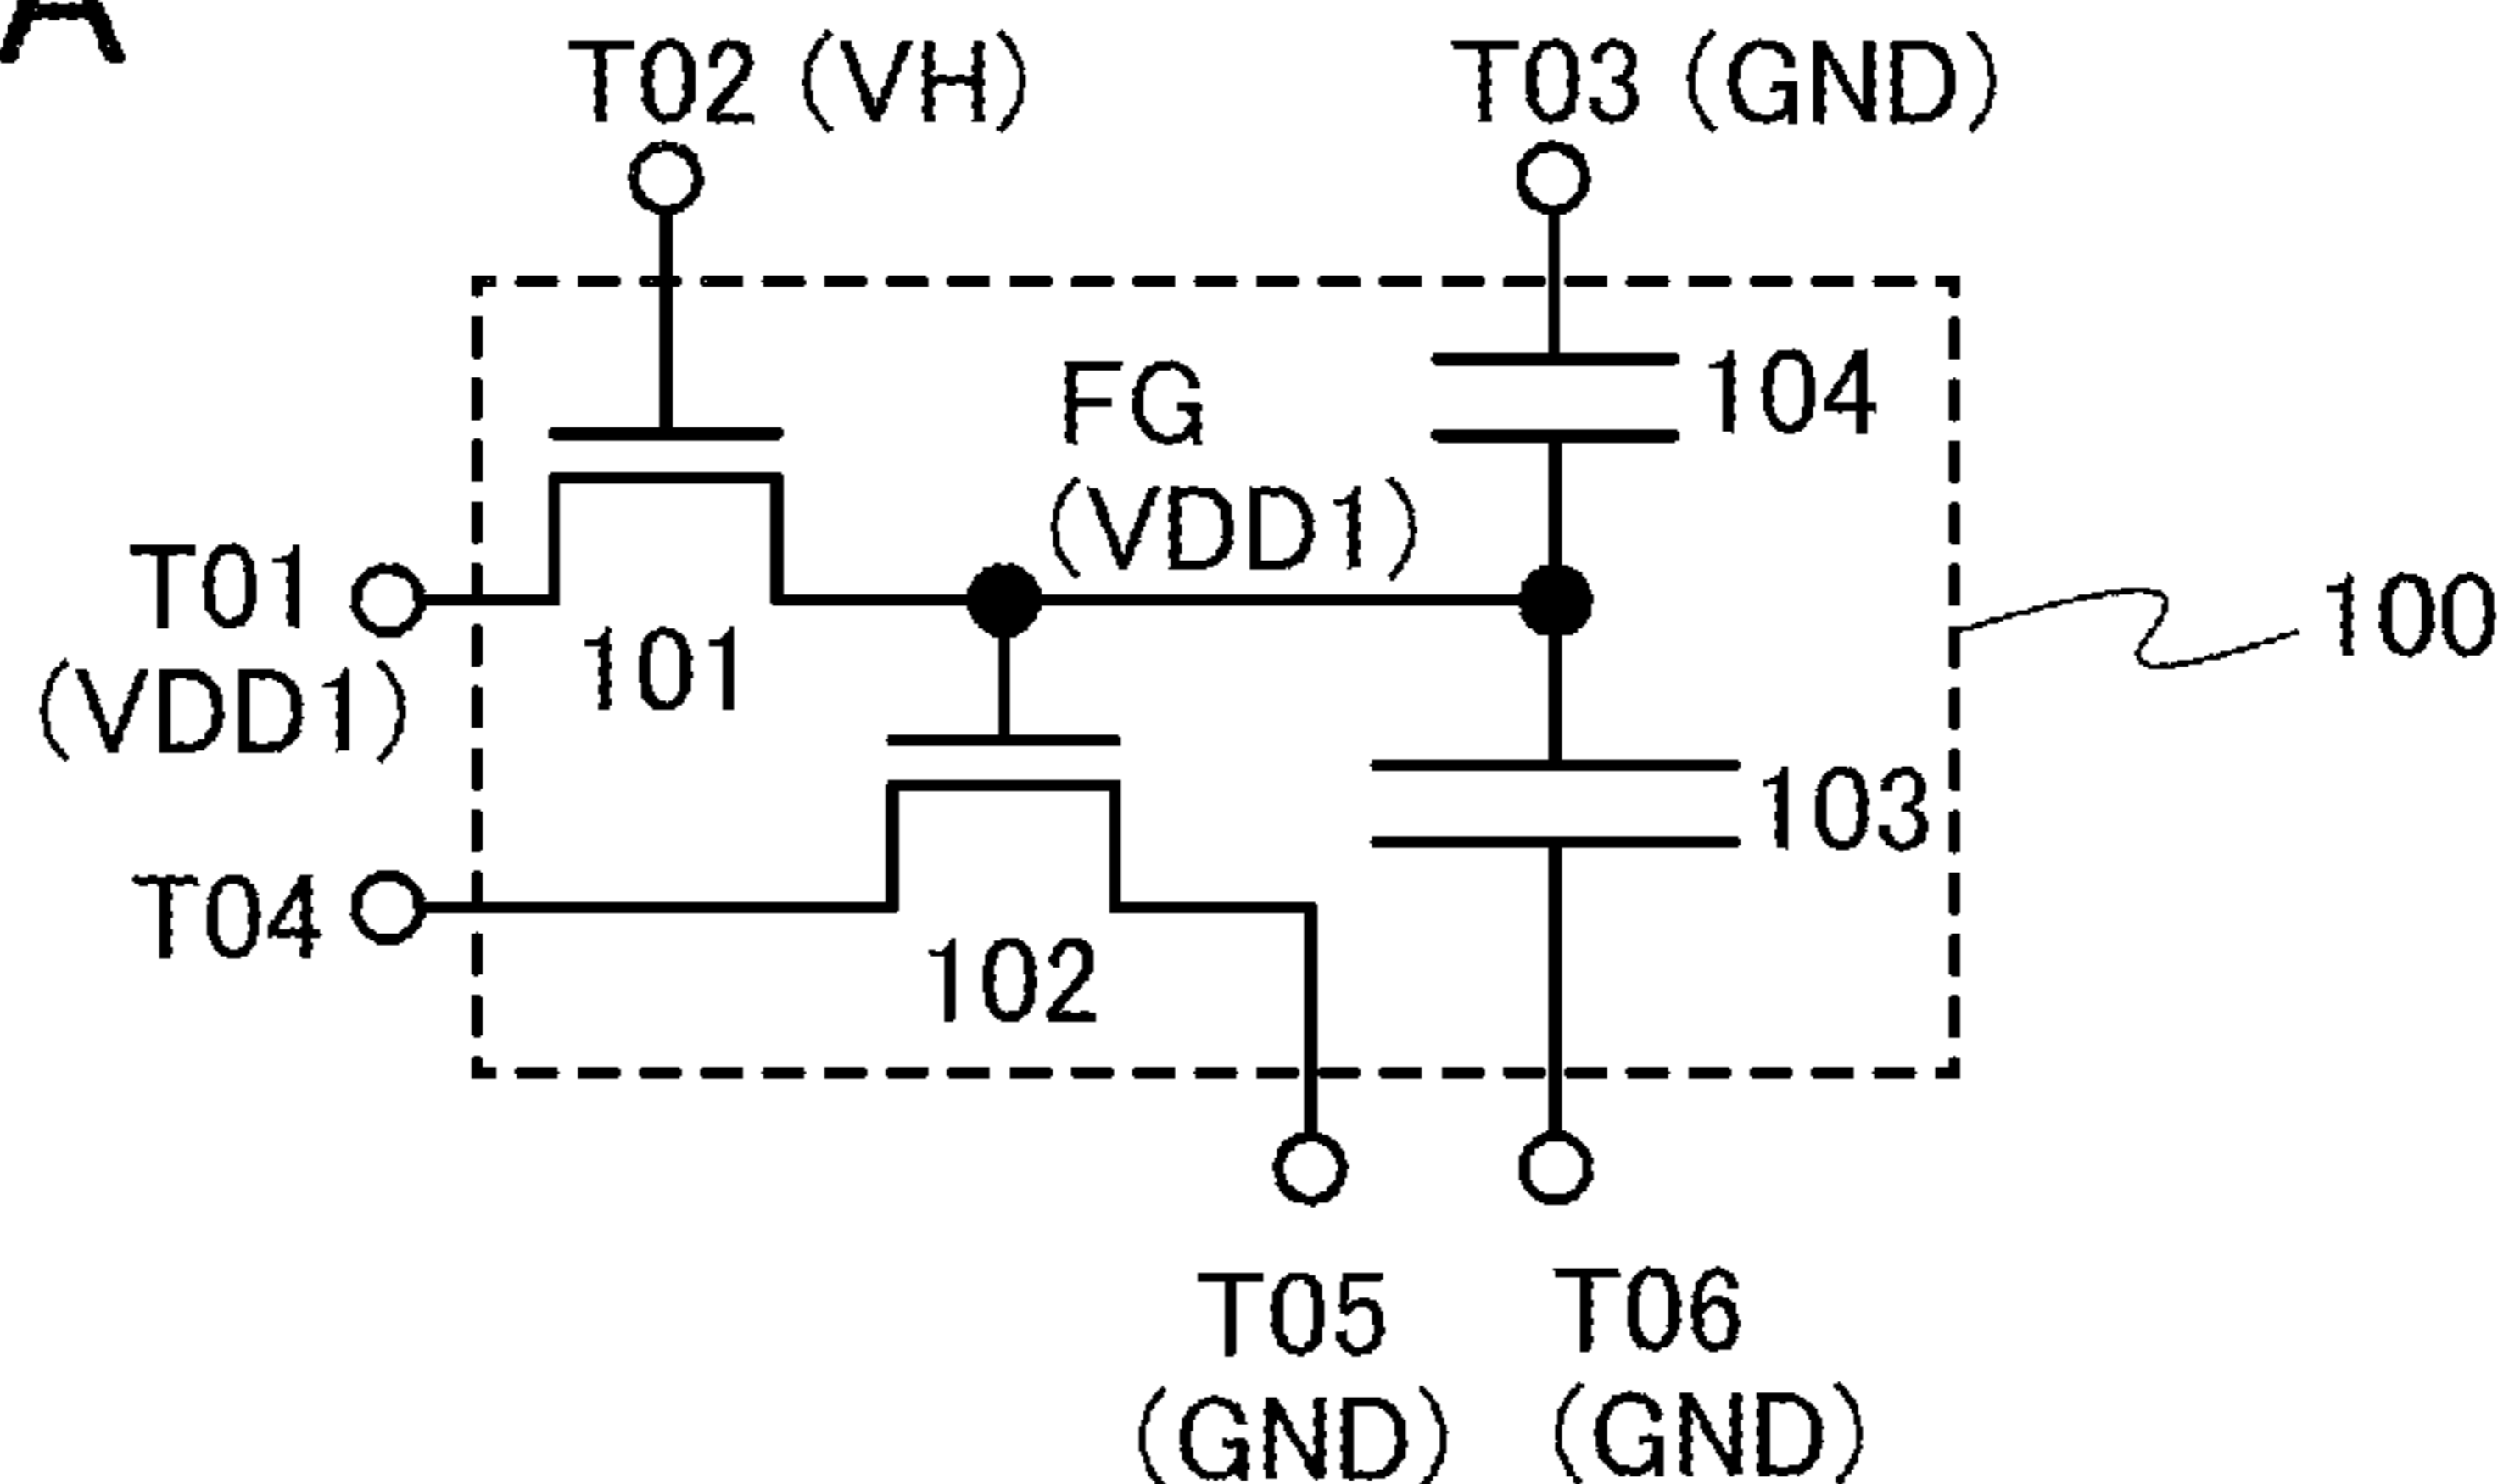 T02 (VH)
T03 (GND)
FG
(VDD1)
104
T01
(VDD1)
101
100
103
T04
102
T05
(GND)
T06
(GND)